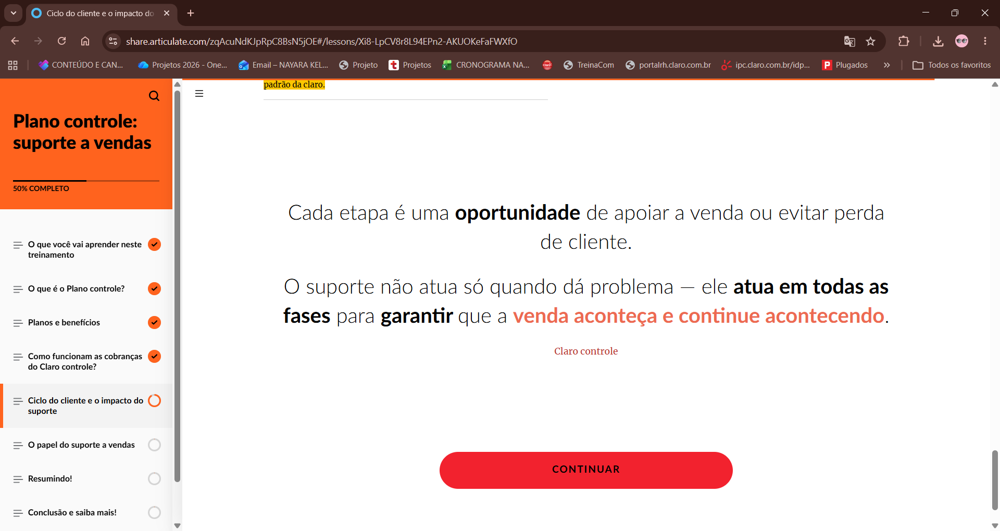 Ciclo do cliente e o impacto do
share.articulate.com/zqAcuNdKJpRpC8BsN5jOE#/lessons/Xi8-LpCV8r8L94EPn2-AKUOKeFaFWXfO
CONTEÚDO E CAN...
Projetos 2026 - One...
Email – NAYARA KEL...
Projeto
Projetos
CRONOGRAMA NA...
Claro
TreinaCom
portalrh.claro.com.br
ipc.claro.com.br/idp...
Plugados
Todos os favoritos
Plano controle:
suporte a vendas
50% COMPLETO
O que você vai aprender neste
treinamento
O que é o Plano controle?
Planos e benefícios
Como funcionam as cobranças
do Claro controle?
Ciclo do cliente e o impacto do
suporte
O papel do suporte a vendas
Resumindo!
Conclusão e saiba mais!
padrão da claro.
Cada etapa é uma oportunidade de apoiar a venda ou evitar perda
de cliente.
O suporte não atua só quando dá problema — ele atua em todas as
fases para garantir que a venda aconteça e continue acontecendo.
Claro controle
CONTINUAR